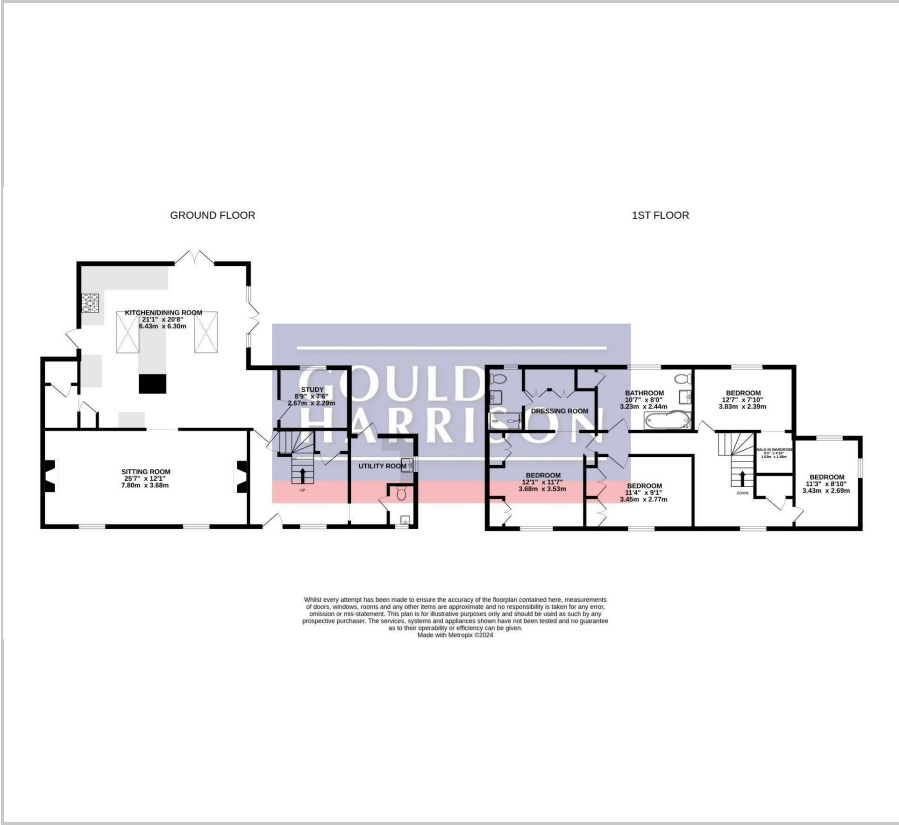 GROUND FLOOR
1ST FLOOR
KITCHEN/DINING ROOM
21'1" x 20'8"
6.43m x 6.30m
STUDY
8'9" x 7'6"
2.67m x 2.29m
SITTING ROOM
25'7" x 12'1"
7.80m x 3.68m
UTILITY ROOM
UP
GOULD
HARRISON
DRESSING ROOM
BATHROOM
10'7" x 8'0"
3.23m x 2.44m
BEDROOM
12'7" x 7'10"
3.83m x 2.39m
WALK IN WARDROBE
BEDROOM
12'1" x 11'7"
3.68m x 3.53m
BEDROOM
11'4" x 9'1"
3.45m x 2.77m
DOWN
BEDROOM
11'3" x 8'10"
3.43m x 2.69m
Whilst every attempt has been made to ensure the accuracy of the floorplan contained here, measurements
of doors, windows, rooms and any other items are approximate and no responsibility is taken for any error,
omission or mis-statement. This plan is for illustrative purposes only and should be used as such by any
prospective purchaser. The services, systems and appliances shown have not been tested and no guarantee
as to their operability or efficiency can be given.
Made with Metropix ©2024